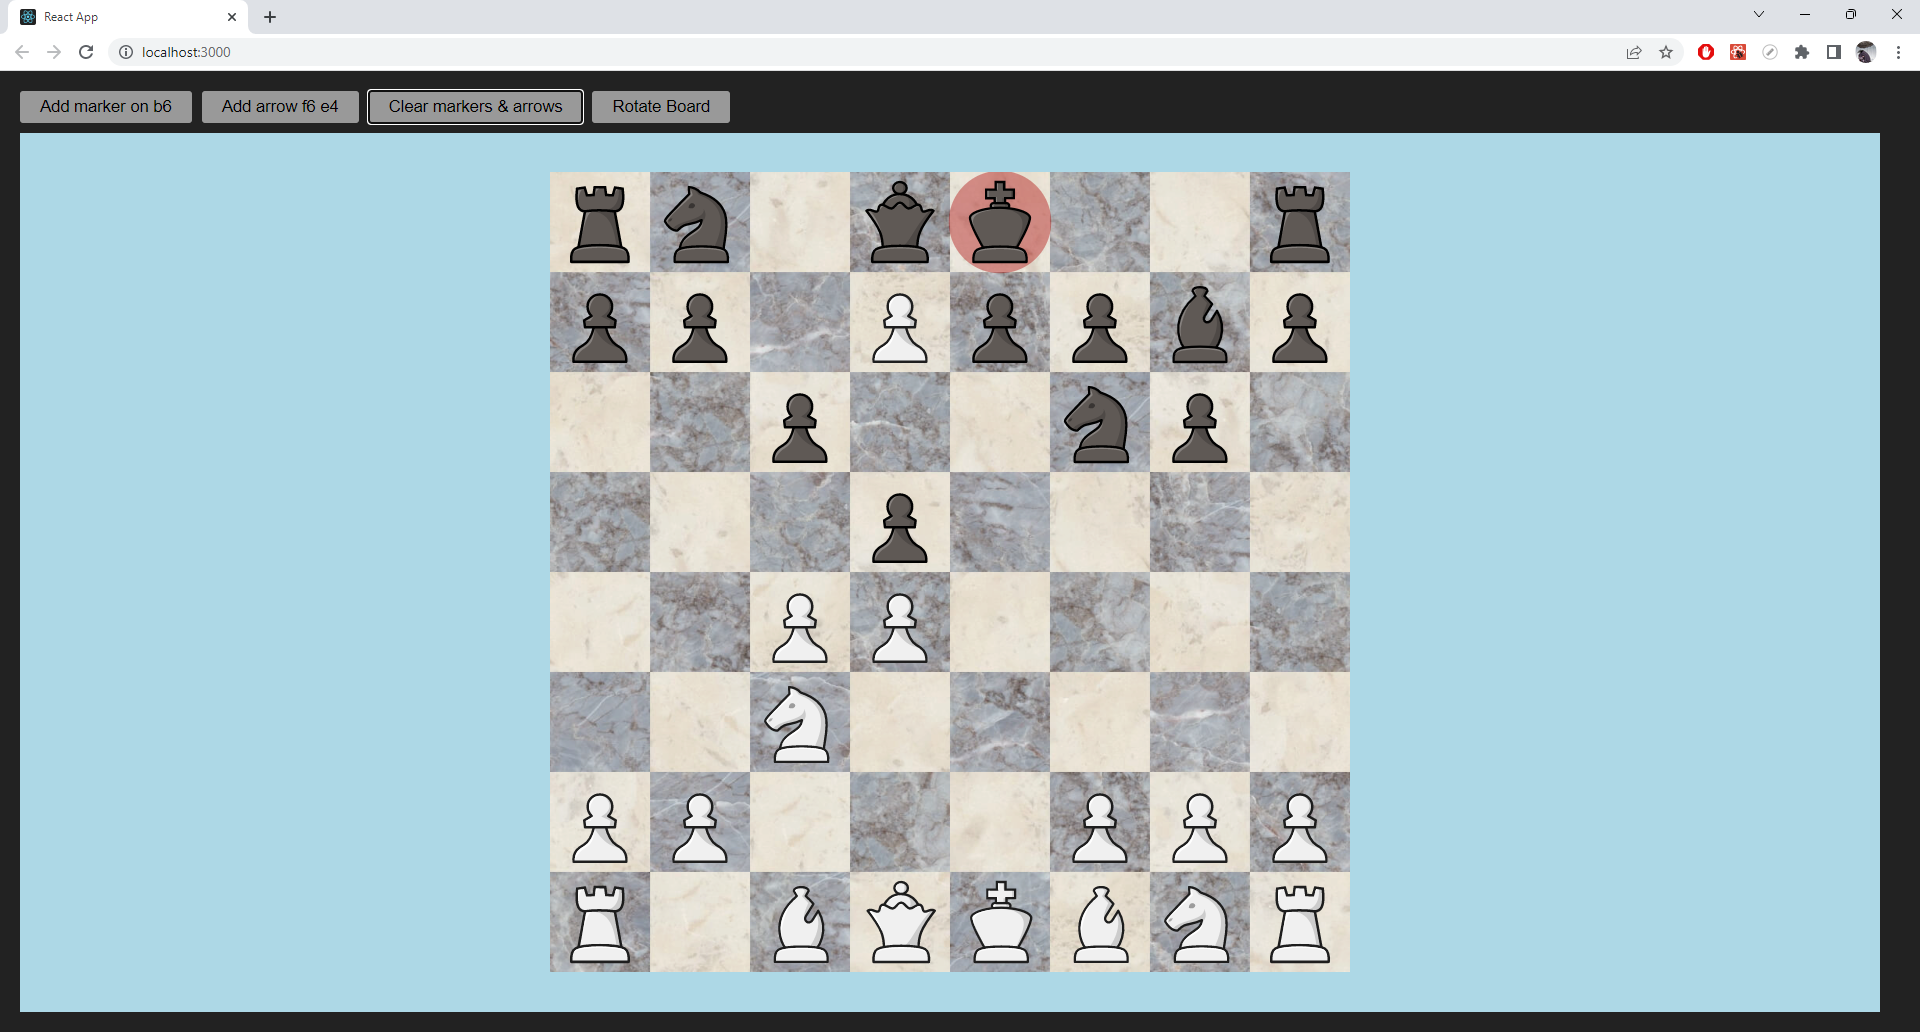 React App
localhost:3000
Add marker on b6
Add arrow f6 e4
Clear markers & arrows
Rotate Board